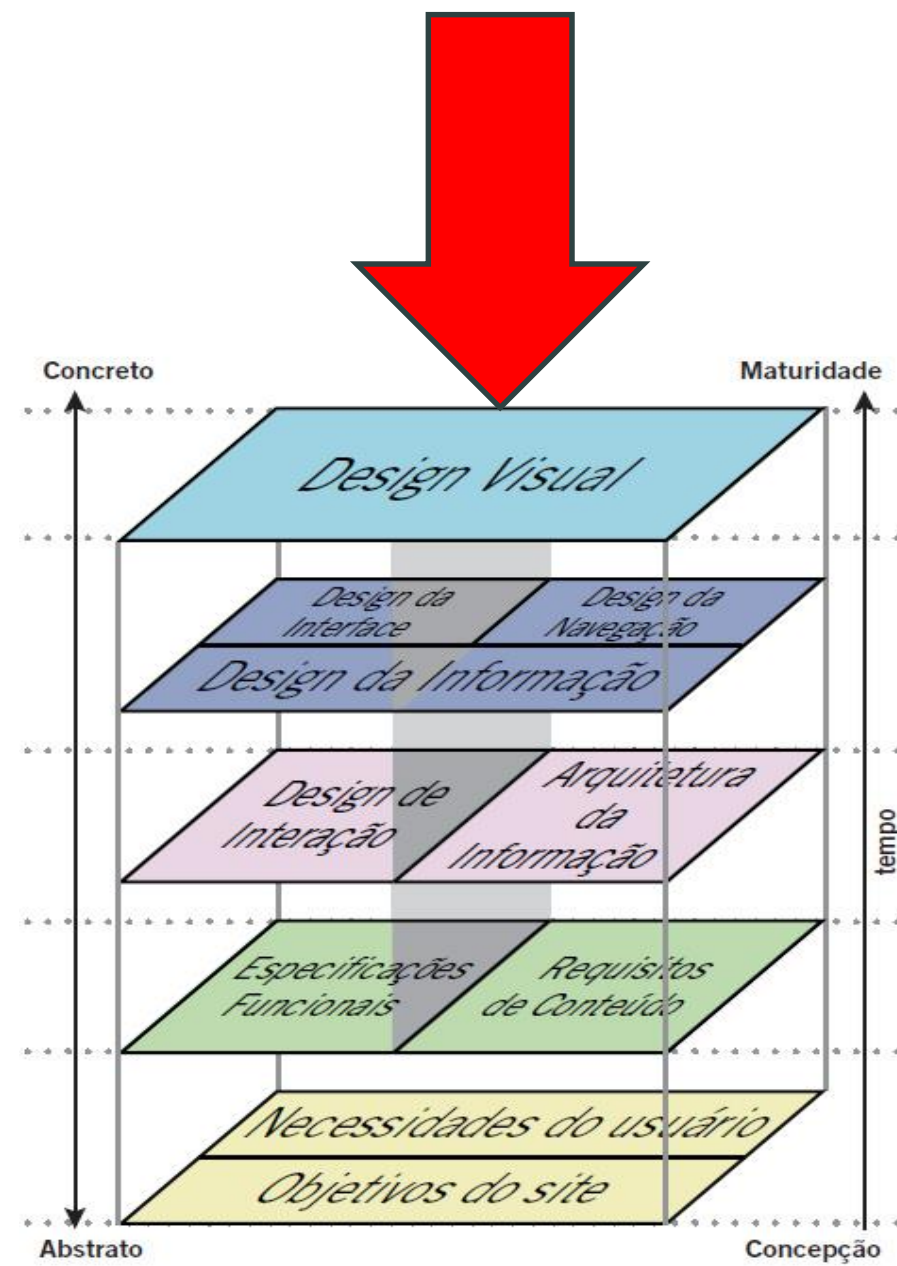 Concreto
Maturidade
Design Visual
Design da
Interface
Design da
Navegação
Design da Informação
Design de
Interação
Arquitetura
da
Informação
tempo
Especificações
Funcionais
Requisitos
de Conteúdo
Necessidades do usuário
Objetivos do site
Abstrato
Concepção